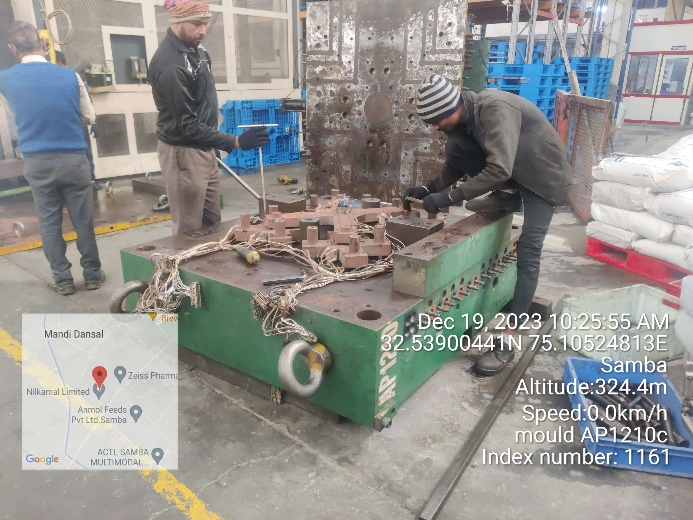 Dec 19, 2023 10:25:55 AM
32.53900441N 75.10524813E
Samba
Altitude:324.4m
Speed:0.0km/h
mould AP1210c
Index number: 1161
Mandi Dansal
Zeiss Pharma
Nilkamal Limited
Anmol Feeds
Pvt Ltd.Samba
ACTL SAMBA
MULTIMODAL...
Google
AP 1210